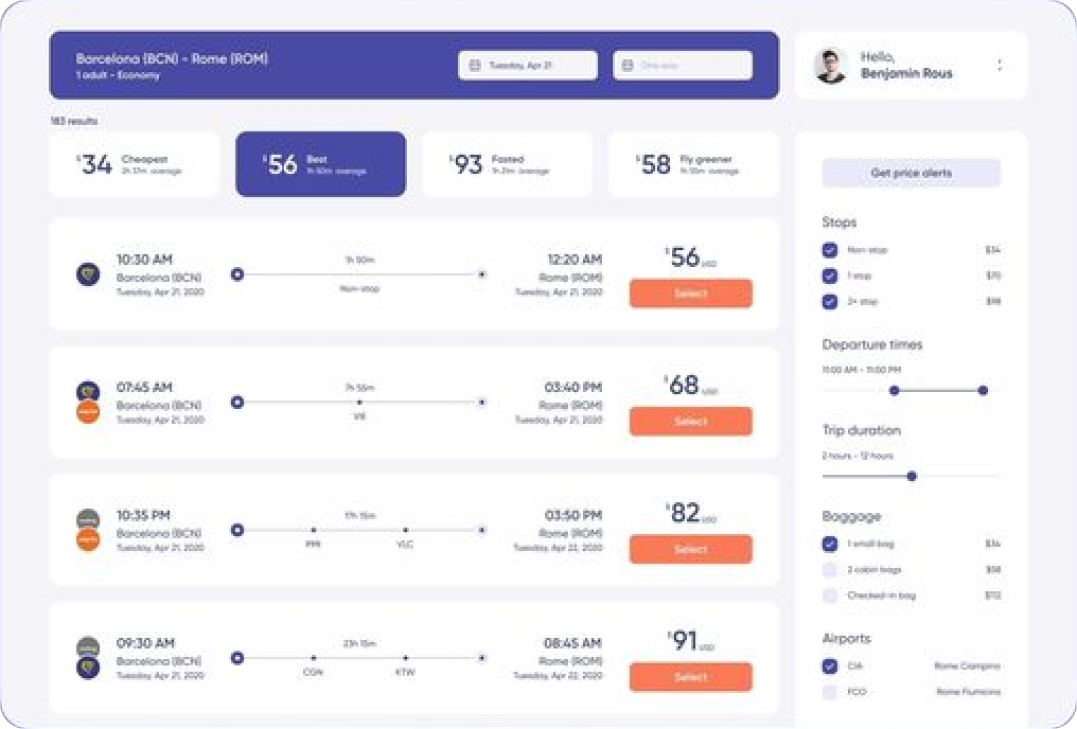 Barcelona (BCN) - Rome (ROM)
1 adult - Economy
Tuesday, Apr 21
One-way
Hello,
Benjamin Rous
183 results
$34 Cheapest
2h 37m average
$56 Best
1h 50m average
$93 Fasted
1h 21m average
$58 Fly greener
1h 55m average
Get price alerts
10:30 AM
Barcelona (BCN)
Tuesday, Apr 21, 2020
1h 50m
Non-stop
12:20 AM
Rome (ROM)
Tuesday, Apr 21, 2020
$56 USD
Select
07:45 AM
Barcelona (BCN)
Tuesday, Apr 21, 2020
7h 55m
VIE
03:40 PM
Rome (ROM)
Tuesday, Apr 21, 2020
$68 USD
Select
10:35 PM
Barcelona (BCN)
Tuesday, Apr 21, 2020
17h 15m
PMI
VLC
03:50 PM
Rome (ROM)
Tuesday, Apr 22, 2020
$82 USD
Select
09:30 AM
Barcelona (BCN)
Tuesday, Apr 21, 2020
23h 15m
CGN
KTW
08:45 AM
Rome (ROM)
Tuesday, Apr 22, 2020
$91 USD
Select
Stops
Non-stop $34
1 stop $70
2+ stop $98
Departure times
11:00 AM - 11:00 PM
Trip duration
2 hours - 12 hours
Baggage
1 small bag $34
2 cabin bags $58
Checked-in bag $112
Airports
CIA Rome Ciampino
FCO Rome Fiumicino